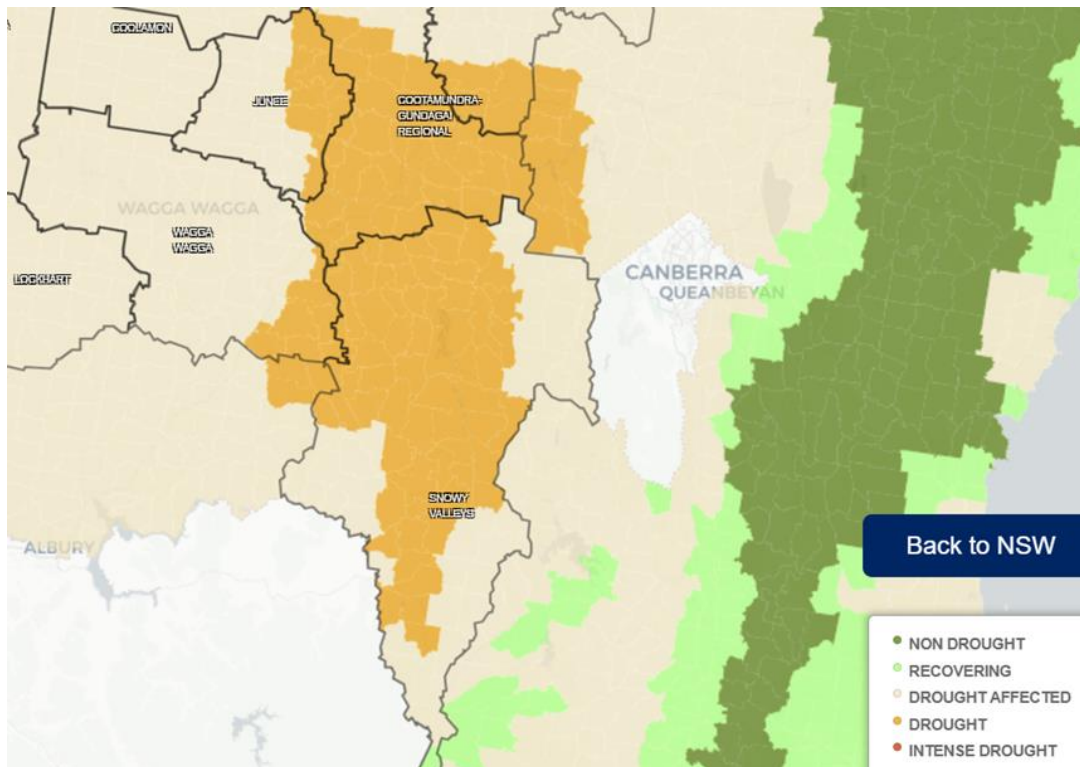 COOLAMON
JUNEE
COOTAMUNDRA-
GUNDAGAI
REGIONAL
WAGGA WAGGA
WAGGA
WAGGA
LOCKHART
CANBERRA
QUEANBEYAN
SNOWY
VALLEYS
ALBURY
Back to NSW
NON DROUGHT
RECOVERING
DROUGHT AFFECTED
DROUGHT
INTENSE DROUGHT